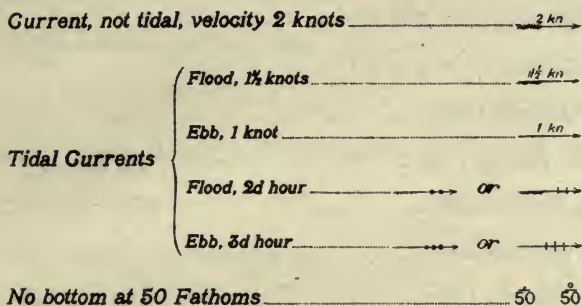 Current, not tidal, velocity 2 knots 2 kn
Flood, 1½ knots 1½ kn
Ebb, 1 knot 1 kn
Tidal Currents
Flood, 2d hour or
Ebb, 3d hour or
No bottom at 50 Fathoms 50 50